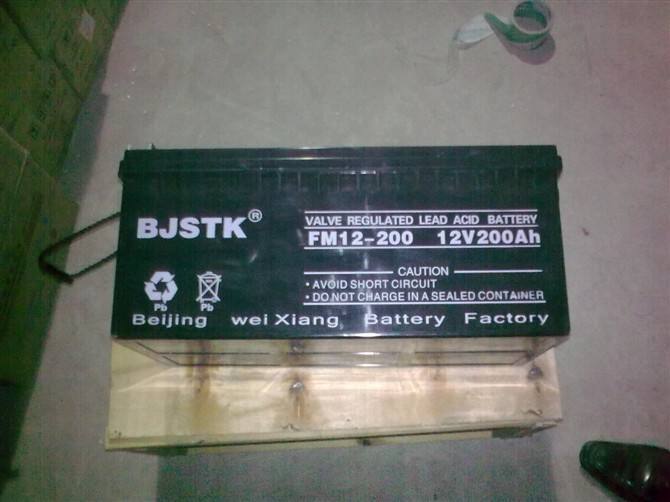 BJSTK®
VALVE REGULATED LEAD ACID BATTERY
FM12-200 12V200Ah
CAUTION
• AVOID SHORT CIRCUIT
• DO NOT CHARGE IN A SEALED CONTAINER
Pb Pb
Beijing wei Xiang Battery Factory